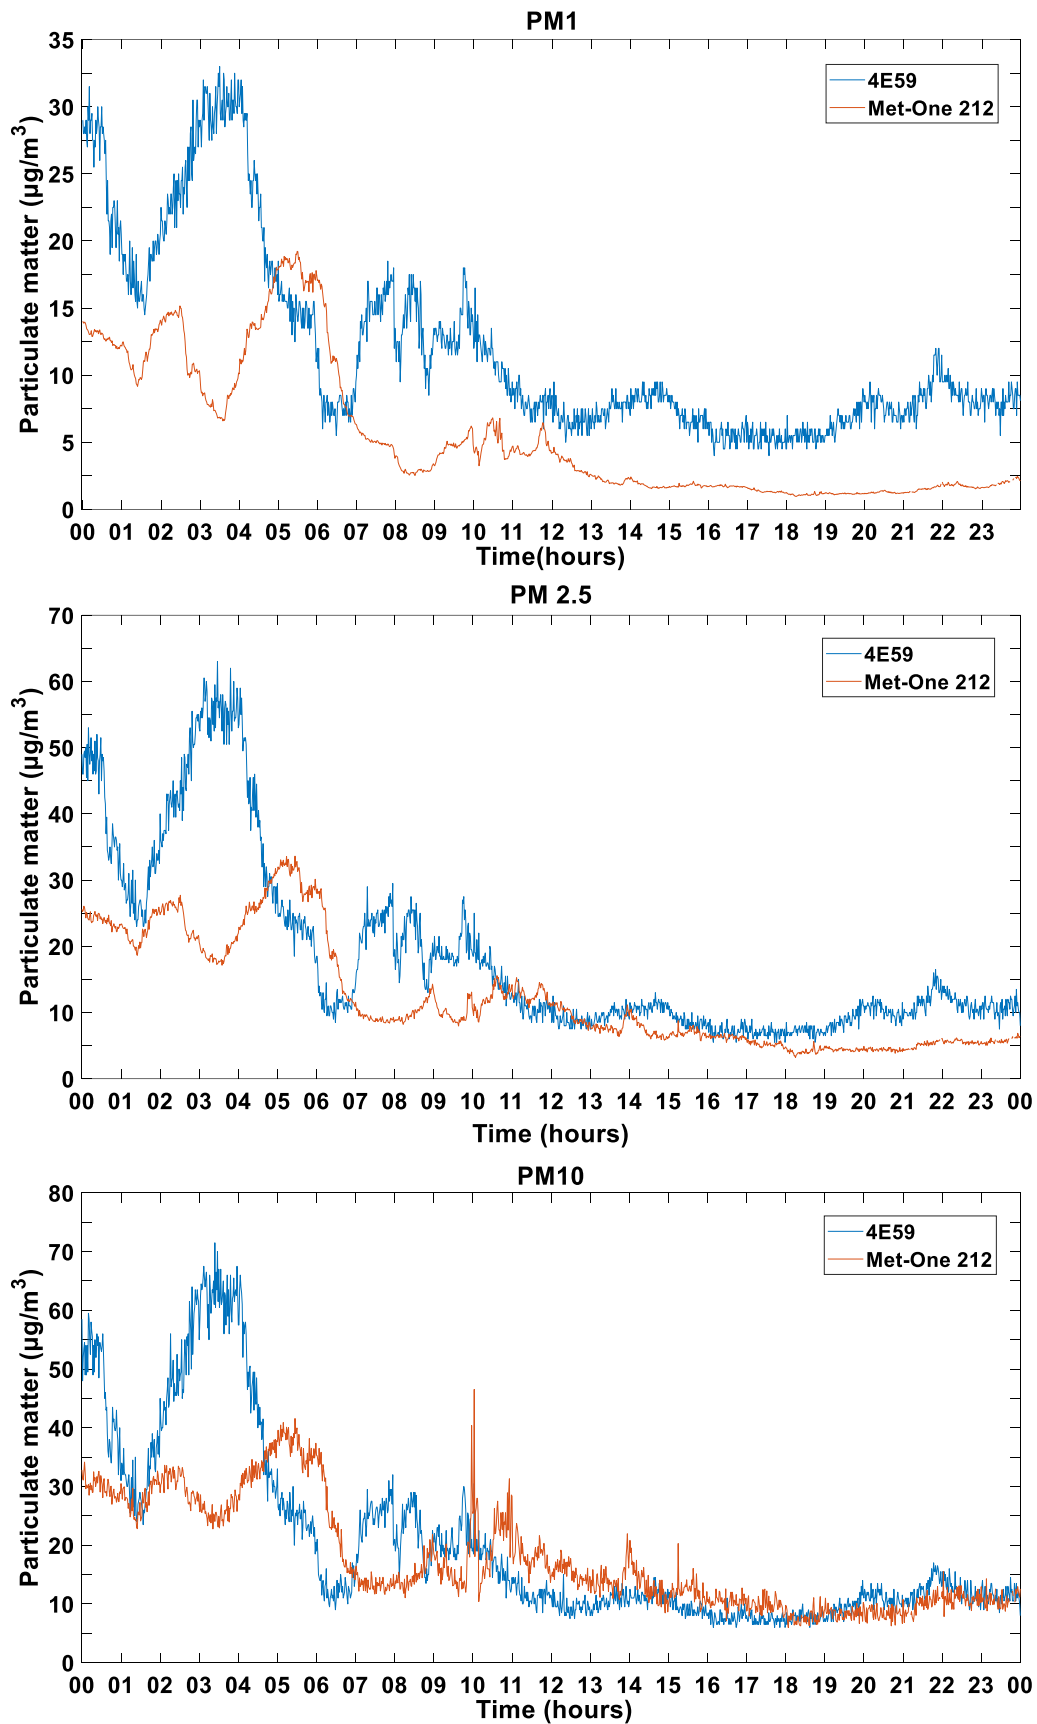 PM1
Particulate matter (μg/m³)
35
30
25
20
15
10
5
0
4E59
Met-One 212
00 01 02 03 04 05 06 07 08 09 10 11 12 13 14 15 16 17 18 19 20 21 22 23
Time(hours)
PM 2.5
Particulate matter (μg/m³)
70
60
50
40
30
20
10
0
4E59
Met-One 212
00 01 02 03 04 05 06 07 08 09 10 11 12 13 14 15 16 17 18 19 20 21 22 23 00
Time (hours)
PM10
Particulate matter (μg/m³)
80
70
60
50
40
30
20
10
0
4E59
Met-One 212
00 01 02 03 04 05 06 07 08 09 10 11 12 13 14 15 16 17 18 19 20 21 22 23 00
Time (hours)